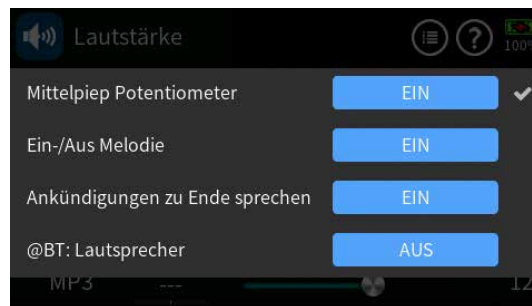 Lautstärke
100%
Mittelpiep Potentiometer EIN
Ein-/Aus Melodie EIN
Ankündigungen zu Ende sprechen EIN
@BT: Lautsprecher AUS
MP3 --- 12